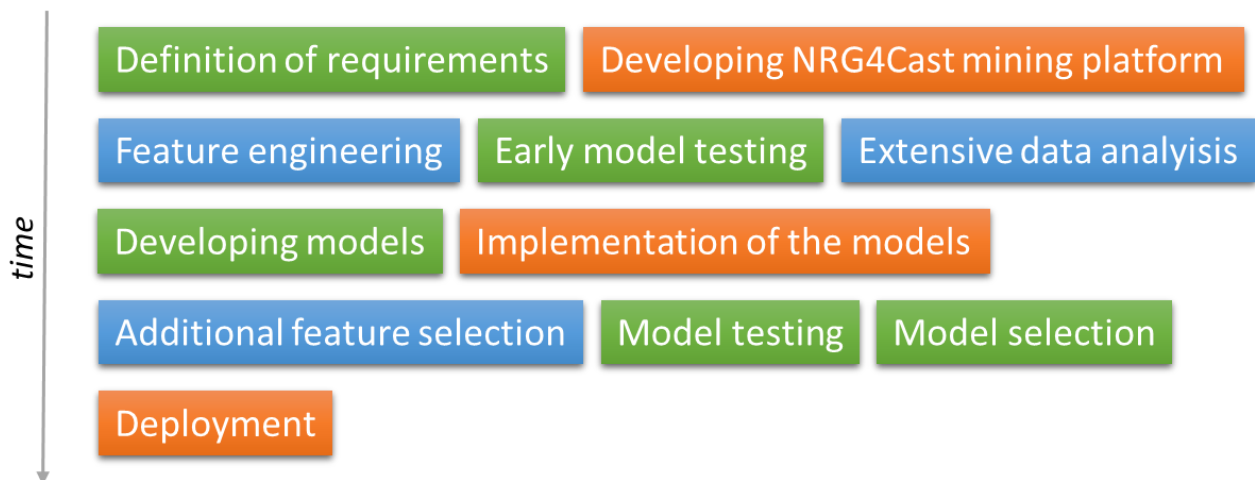 Definition of requirements
Developing NRG4Cast mining platform
Feature engineering
Early model testing
Extensive data analyisis
Developing models
Implementation of the models
Additional feature selection
Model testing
Model selection
Deployment
time